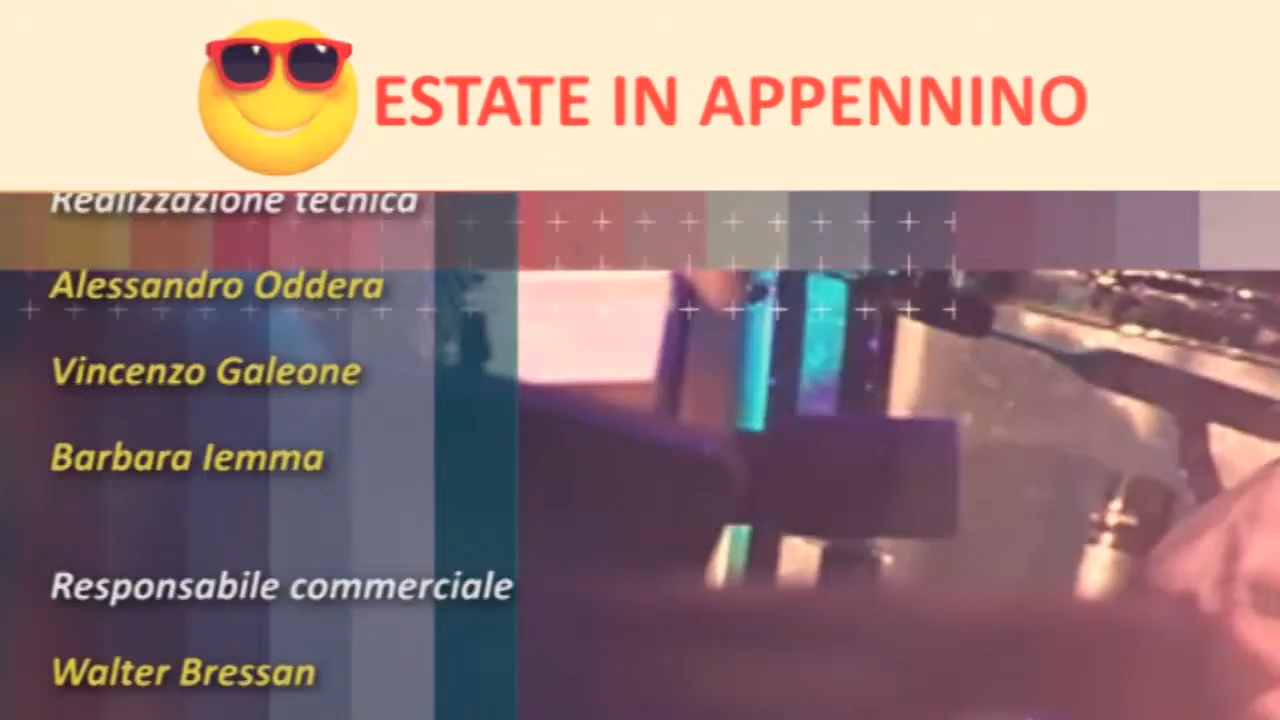 ESTATE IN APPENNINO
Realizzazione tecnica
Alessandro Oddera
Vincenzo Galeone
Barbara Iemma
Responsabile commerciale
Walter Bressan